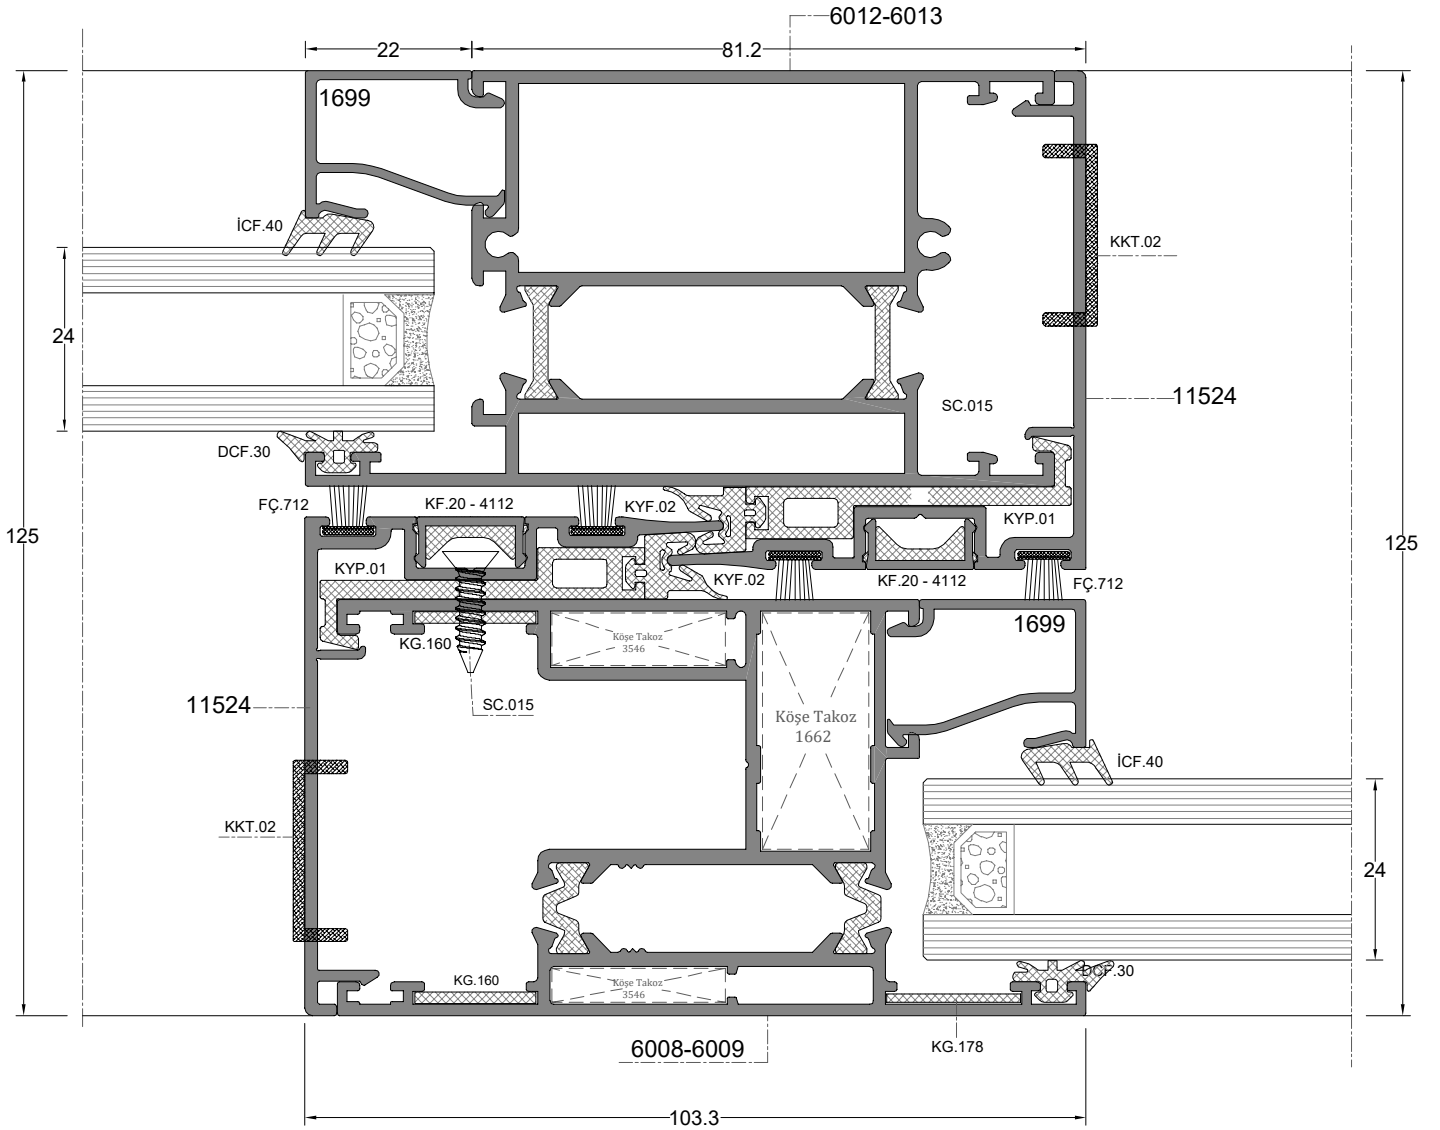 6012-6013
22
81.2
1699
İCF.40
KKT.02
24
11524
SC.015
DCF.30
FÇ.712
KF.20 - 4112
KYF.02
KYP.01
125
125
KYP.01
KYF.02
KF.20 - 4112
FÇ.712
1699
KG.160
Köşe Takoz
3546
11524
SC.015
Köşe Takoz
1662
İCF.40
KKT.02
24
DCF.30
KG.160
Köşe Takoz
3546
6008-6009
KG.178
103.3